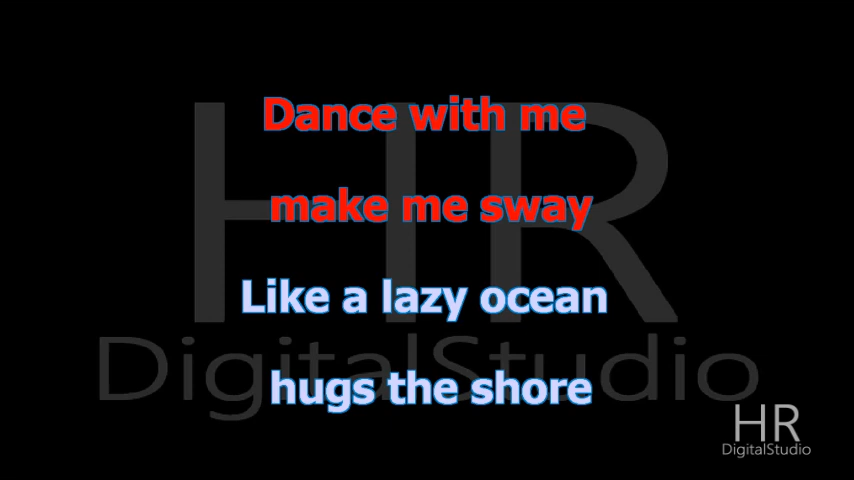 Dance with me
make me sway
Like a lazy ocean
hugs the shore
HR
DigitalStudio
HR
DigitalStudio